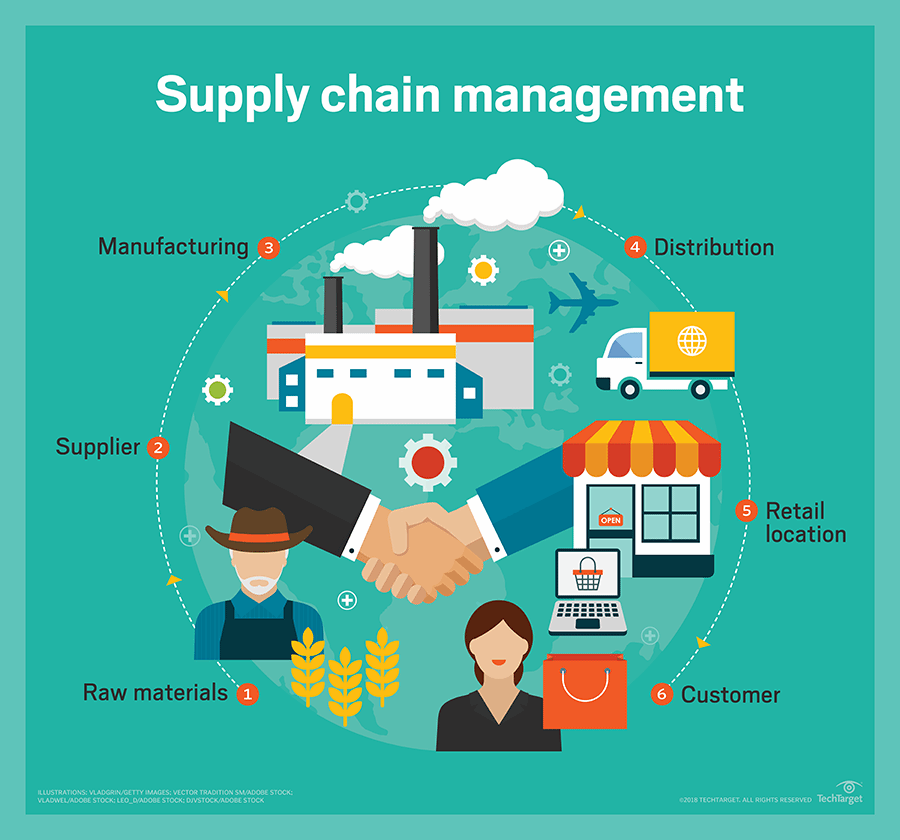 Supply chain management
Manufacturing 3
4 Distribution
Supplier 2
OPEN
5 Retail
location
Raw materials 1
6 Customer
ILLUSTRATIONS: VLADGRIN/GETTY IMAGES; VECTOR TRADITION SM/ADOBE STOCK;
VLADWEL/ADOBE STOCK; LEO_D/ADOBE STOCK; DJVSTOCK/ADOBE STOCK
©2018 TECHTARGET. ALL RIGHTS RESERVED TechTarget